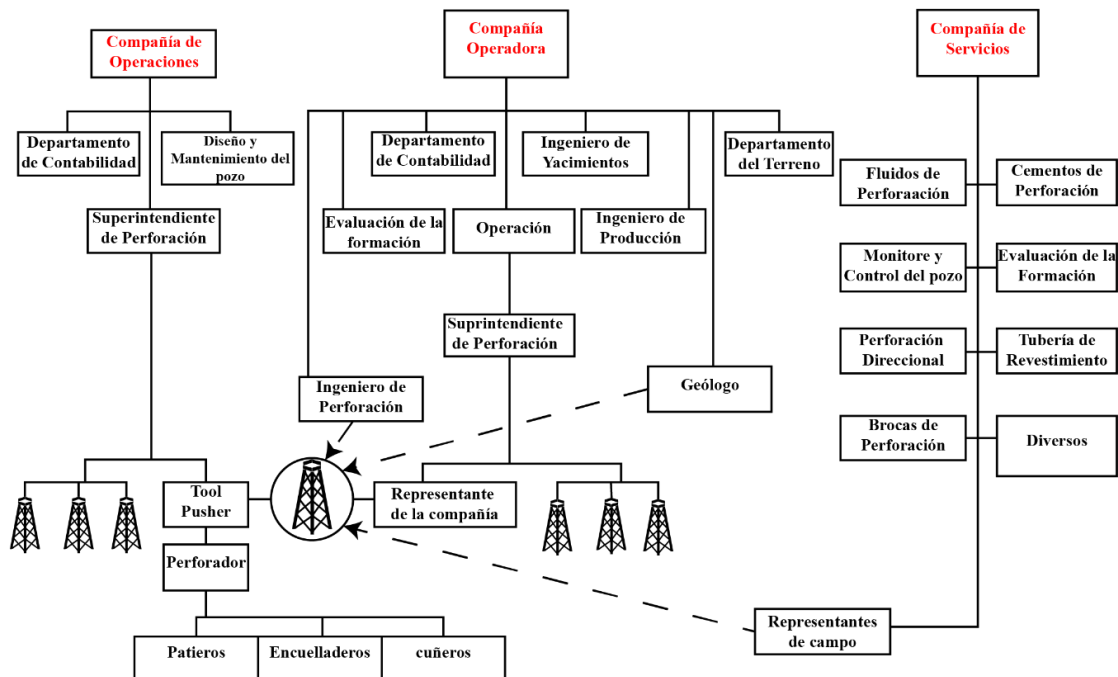 Compañía de
Operaciones
Compañía
Operadora
Compañía de
Servicios
Departamento
de Contabilidad
Diseño y
Mantenimiento del
pozo
Departamento
de Contabilidad
Ingeniero de
Yacimientos
Departamento
del Terreno
Fluidos de
Perforaación
Cementos de
Perforación
Superintendiente
de Perforación
Evaluación de la
formación
Operación
Ingeniero de
Producción
Monitore y
Control del pozo
Evaluación de la
Formación
Suprintendiente
de Perforación
Perforación
Direccional
Tubería de
Revestimiento
Ingeniero de
Perforación
Geólogo
Brocas de
Perforación
Diversos
Tool
Pusher
Representante
de la compañía
Perforador
Representantes
de campo
Patieros
Encuelladeros
cuñeros